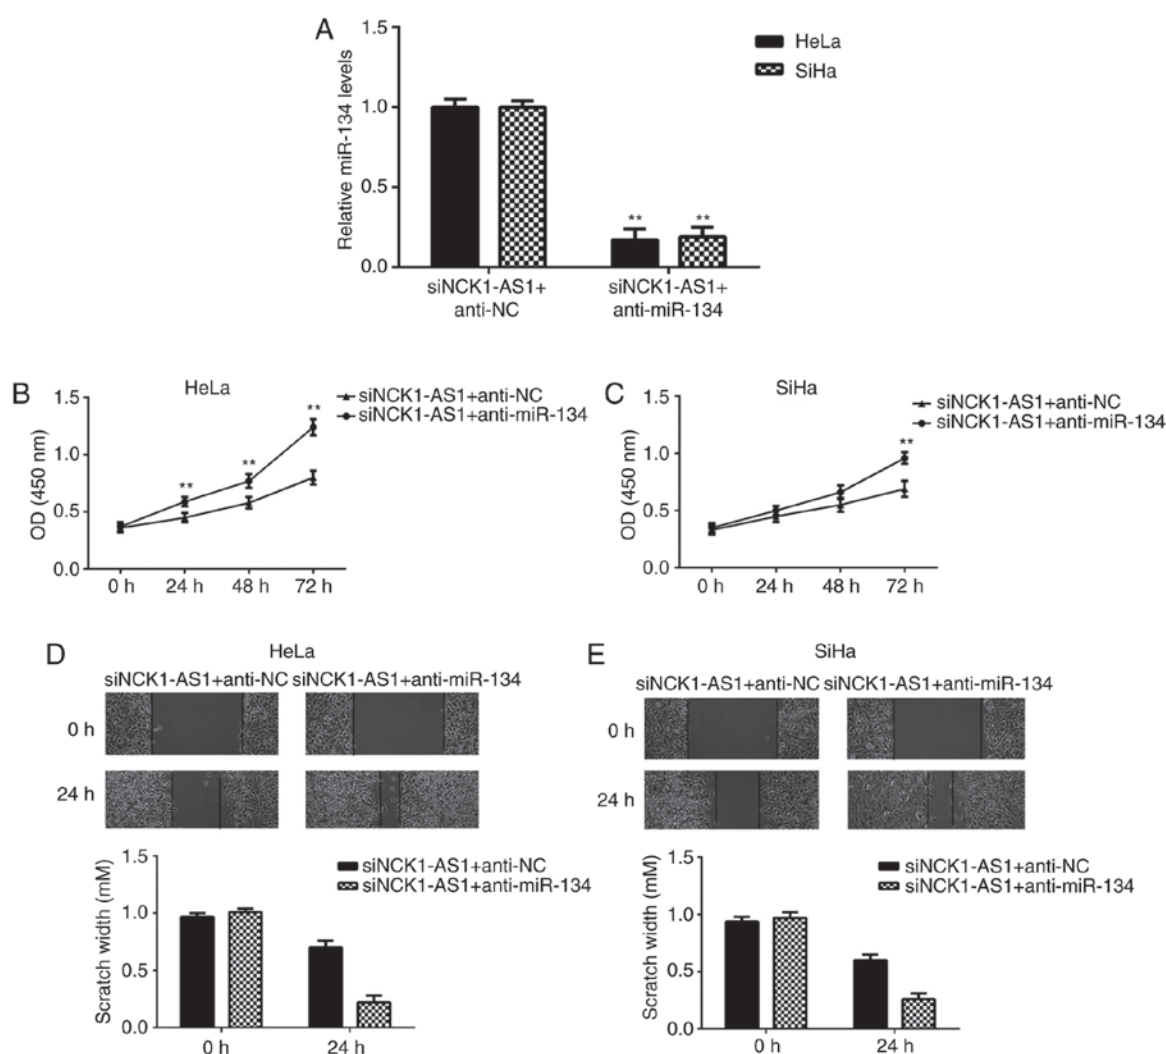 A
1.5
1.0
0.5
0.0
Relative miR-134 levels
HeLa
SiHa
** **
siNCK1-AS1+
anti-NC
siNCK1-AS1+
anti-miR-134
B
HeLa
siNCK1-AS1+anti-NC
siNCK1-AS1+anti-miR-134
1.5
1.0
0.5
0.0
OD (450 nm)
** ** **
0 h 24 h 48 h 72 h
C
SiHa
siNCK1-AS1+anti-NC
siNCK1-AS1+anti-miR-134
1.5
1.0
0.5
0.0
OD (450 nm)
**
0 h 24 h 48 h 72 h
D
HeLa
siNCK1-AS1+anti-NC siNCK1-AS1+anti-miR-134
0 h
24 h
siNCK1-AS1+anti-NC
siNCK1-AS1+anti-miR-134
1.5
1.0
0.5
0.0
Scratch width (mM)
0 h 24 h
E
SiHa
siNCK1-AS1+anti-NC siNCK1-AS1+anti-miR-134
0 h
24 h
siNCK1-AS1+anti-NC
siNCK1-AS1+anti-miR-134
1.5
1.0
0.5
0.0
Scratch width (mM)
0 h 24 h